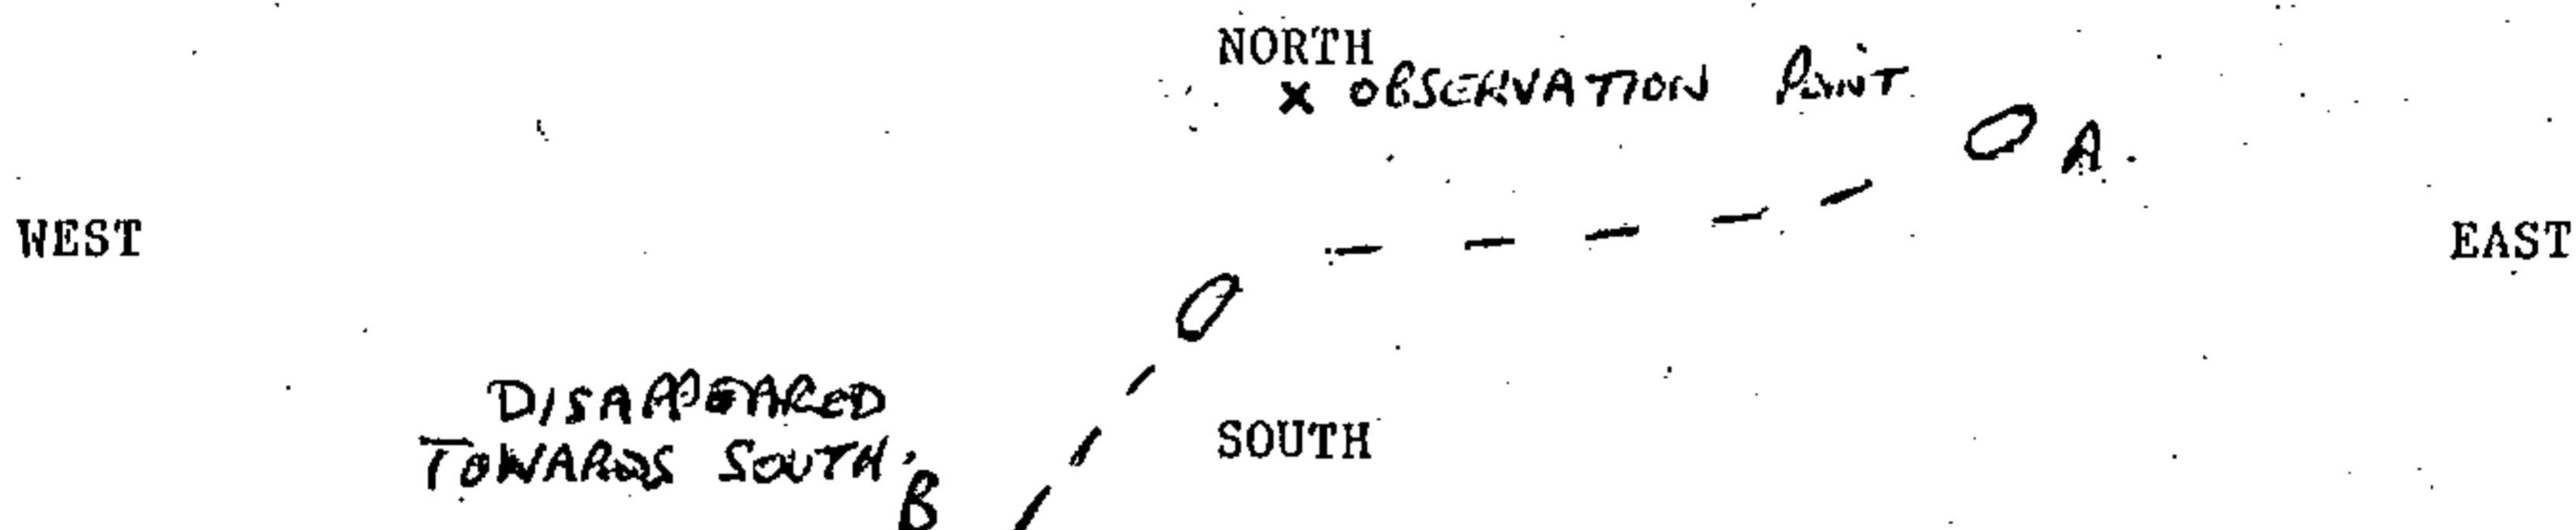 NORTH
x OBSERVATION POINT
A.
WEST
EAST
DISAPPEARED
TOWARDS SOUTH.
SOUTH
B